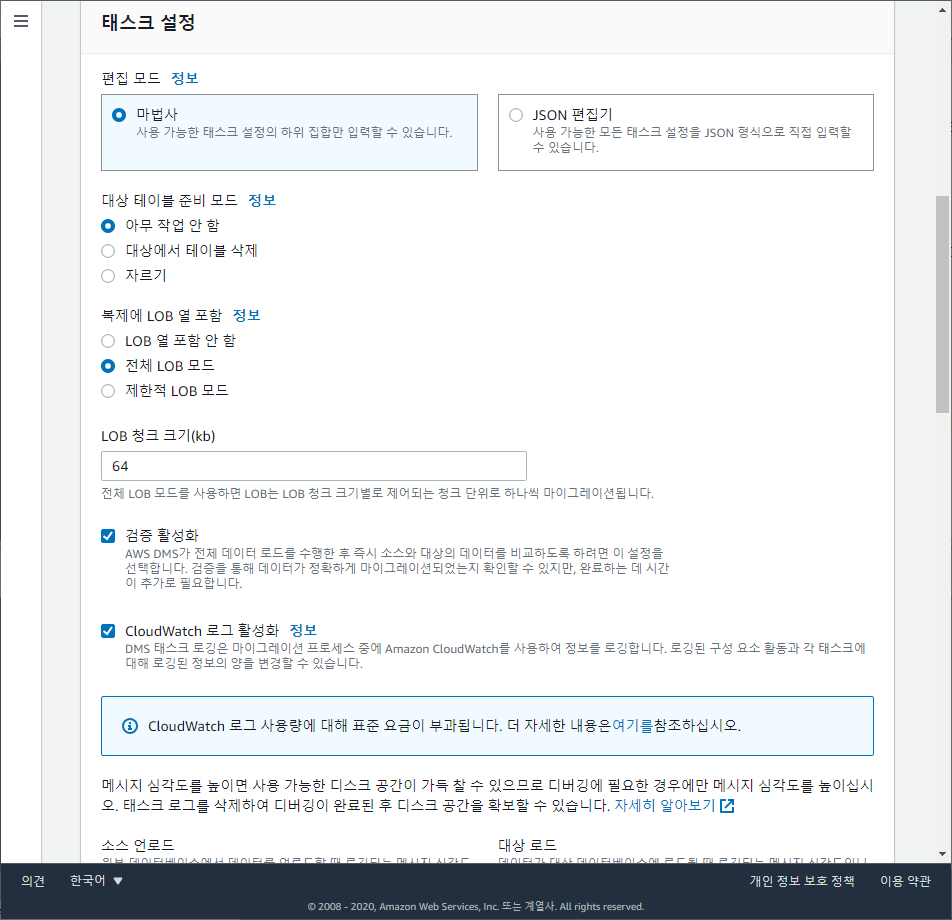 태스크 설정
편집 모드 정보
마법사
사용 가능한 태스크 설정의 하위 집합만 입력할 수 있습니다.
JSON 편집기
사용 가능한 모든 태스크 설정을 JSON 형식으로 직접 입력할
수 있습니다.
대상 테이블 준비 모드 정보
아무 작업 안 함
대상에서 테이블 삭제
자르기
복제에 LOB 열 포함 정보
LOB 열 포함 안 함
전체 LOB 모드
제한적 LOB 모드
LOB 청크 크기(kb)
64
전체 LOB 모드를 사용하면 LOB는 LOB 청크 크기별로 제어되는 청크 단위로 하나씩 마이그레이션됩니다.
검증 활성화
AWS DMS가 전체 데이터 로드를 수행한 후 즉시 소스와 대상의 데이터를 비교하도록 하려면 이 설정을
선택합니다. 검증을 통해 데이터가 정확하게 마이그레이션되었는지 확인할 수 있지만, 완료하는 데 시간
이 추가로 필요합니다.
CloudWatch 로그 활성화 정보
DMS 태스크 로깅은 마이그레이션 프로세스 중에 Amazon CloudWatch를 사용하여 정보를 로깅합니다. 로깅된 구성 요소 활동과 각 태스크에
대해 로깅된 정보의 양을 변경할 수 있습니다.
CloudWatch 로그 사용량에 대해 표준 요금이 부과됩니다. 더 자세한 내용은여기를참조하십시오.
메시지 심각도를 높이면 사용 가능한 디스크 공간이 가득 찰 수 있으므로 디버깅에 필요한 경우에만 메시지 심각도를 높이십시
오. 태스크 로그를 삭제하여 디버깅이 완료된 후 디스크 공간을 확보할 수 있습니다. 자세히 알아보기
소스 언로드
대상 로드
의견 한국어 개인 정보 보호 정책 이용 약관
© 2008 - 2020, Amazon Web Services, Inc. 또는 계열사. All rights reserved.